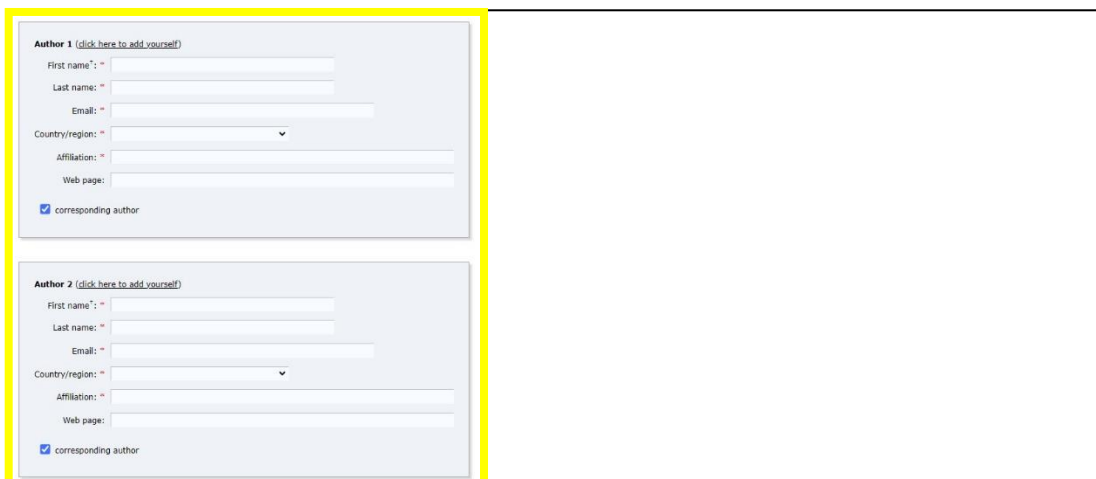 Author 1 (click here to add yourself)
First name⁺: *
Last name: *
Email: *
Country/region: *
Affiliation: *
Web page:
corresponding author
Author 2 (click here to add yourself)
First name⁺: *
Last name: *
Email: *
Country/region: *
Affiliation: *
Web page:
corresponding author